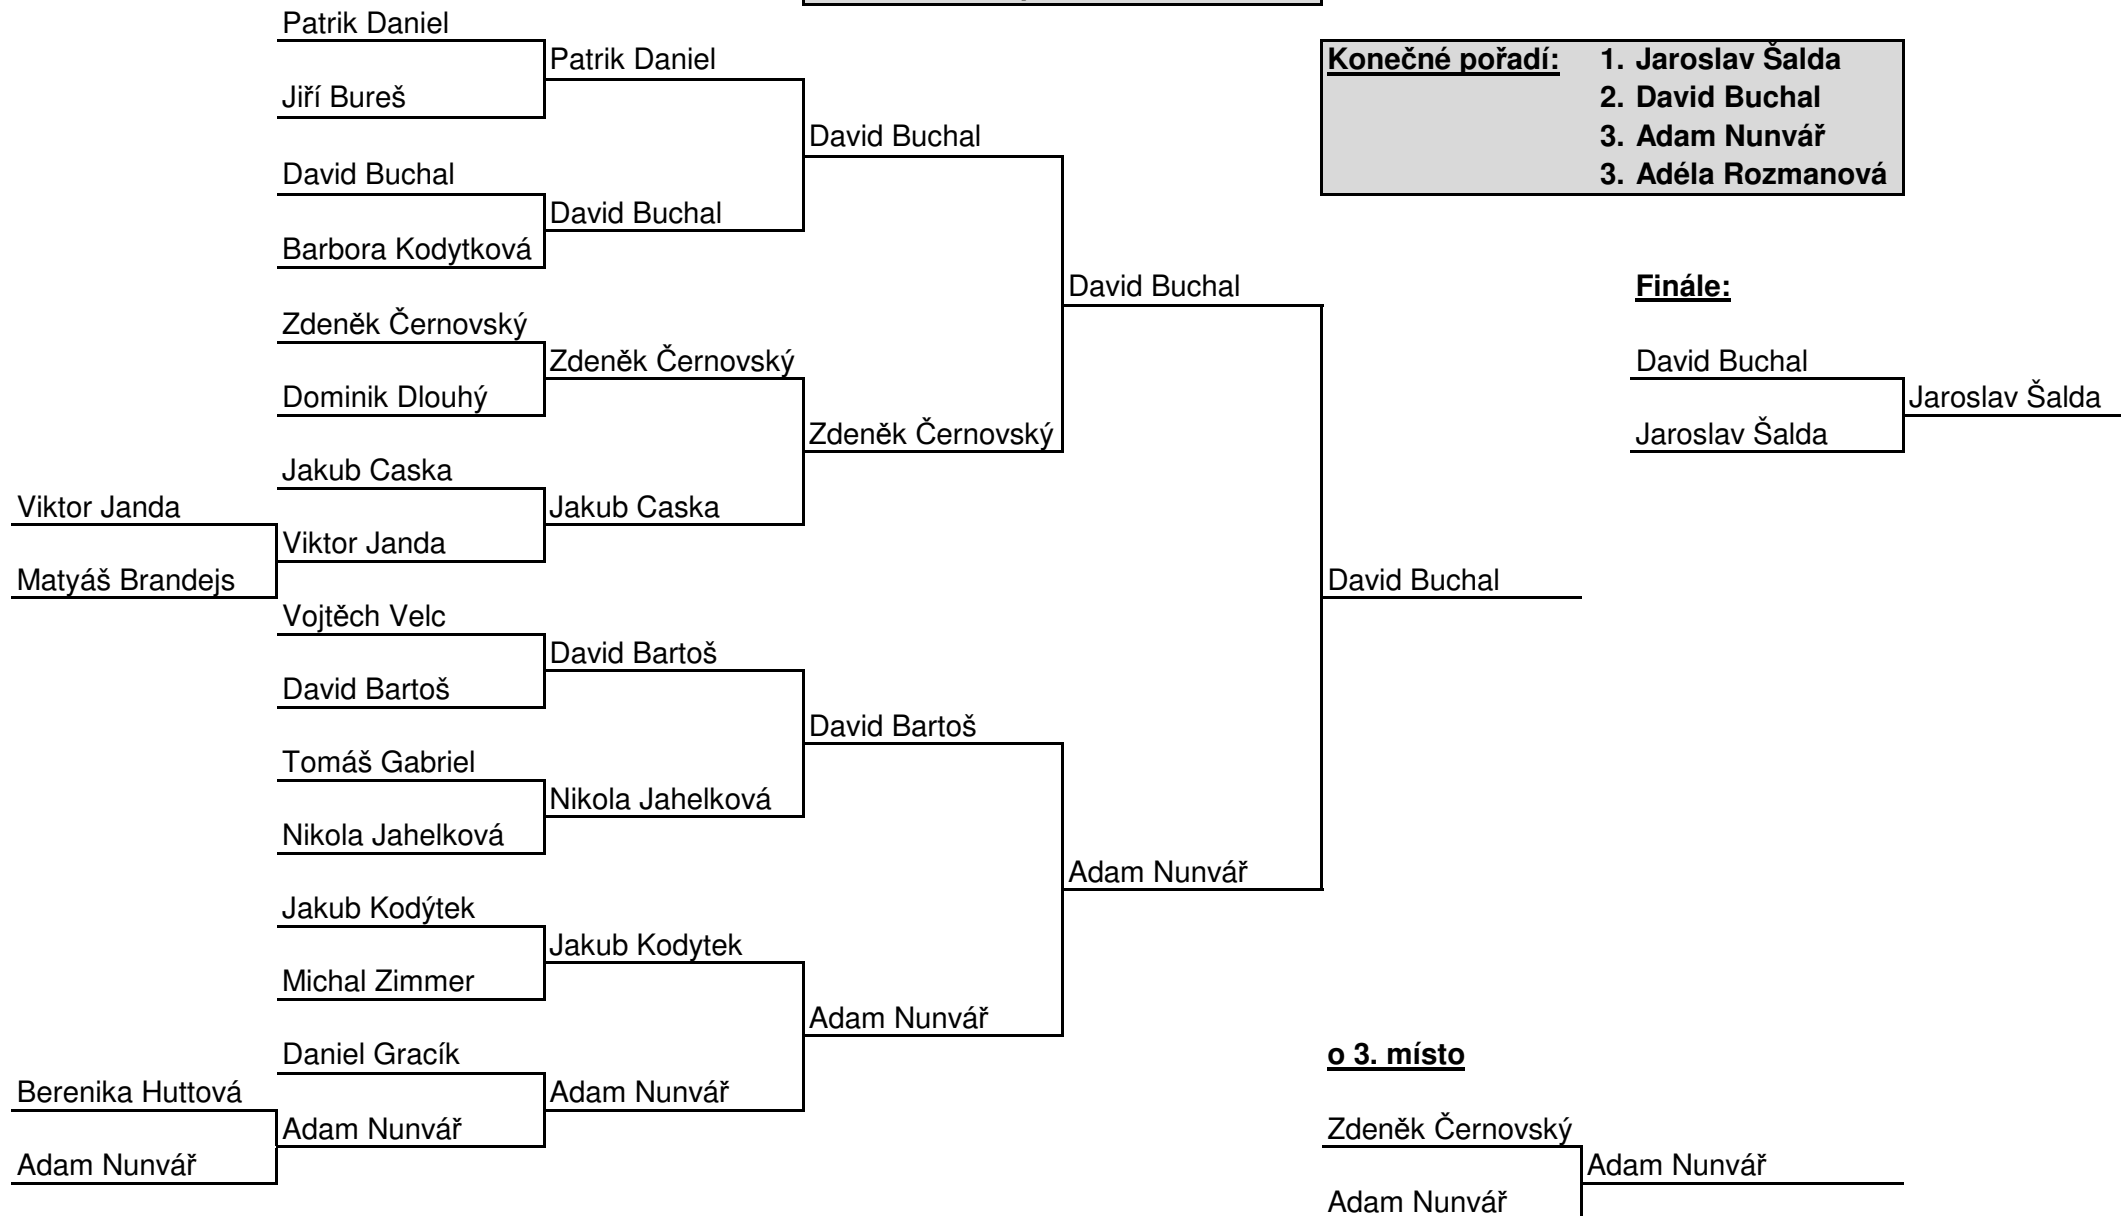 Patrik Daniel
Patrik Daniel
Konečné pořadí: 1. Jaroslav Šalda
Jiří Bureš
2. David Buchal
David Buchal
3. Adam Nunvář
David Buchal
3. Adéla Rozmanová
David Buchal
Barbora Kodytková
David Buchal
Finále:
Zdeněk Černovský
Zdeněk Černovský
David Buchal
Dominik Dlouhý
Jaroslav Šalda
Zdeněk Černovský
Jaroslav Šalda
Jakub Caska
Viktor Janda
Jakub Caska
Viktor Janda
Matyáš Brandejs
David Buchal
Vojtěch Velc
David Bartoš
David Bartoš
David Bartoš
Tomáš Gabriel
Nikola Jahelková
Nikola Jahelková
Adam Nunvář
Jakub Kodýtek
Jakub Kodytek
Michal Zimmer
Adam Nunvář
Daniel Gracík
o 3. místo
Berenika Huttová
Adam Nunvář
Adam Nunvář
Zdeněk Černovský
Adam Nunvář
Adam Nunvář
Adam Nunvář